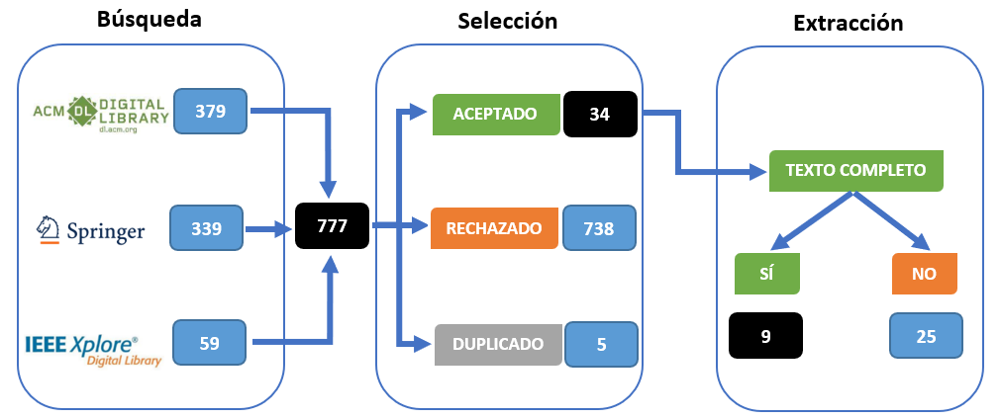 Búsqueda
Selección
Extracción
ACM DL DIGITAL LIBRARY
dl.acm.org
379
Springer
339
IEEE Xplore®
Digital Library
59
777
ACEPTADO 34
RECHAZADO 738
DUPLICADO 5
TEXTO COMPLETO
SÍ NO
9 25